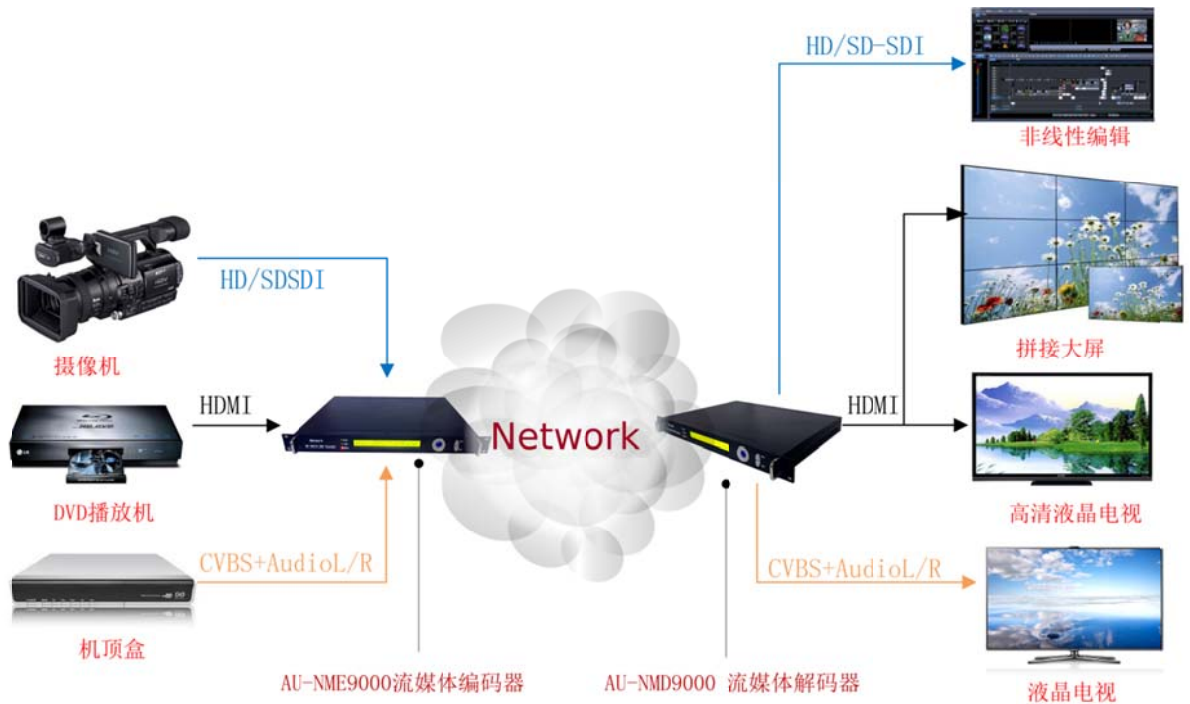 HD/SD-SDI
非线性编辑
HD/SDSDI
摄像机
拼接大屏
HDMI
HDMI
Network
DVD播放机
高清液晶电视
CVBS+AudioL/R
CVBS+AudioL/R
机顶盒
AU-NME9000流媒体编码器
AU-NMD9000 流媒体解码器
液晶电视